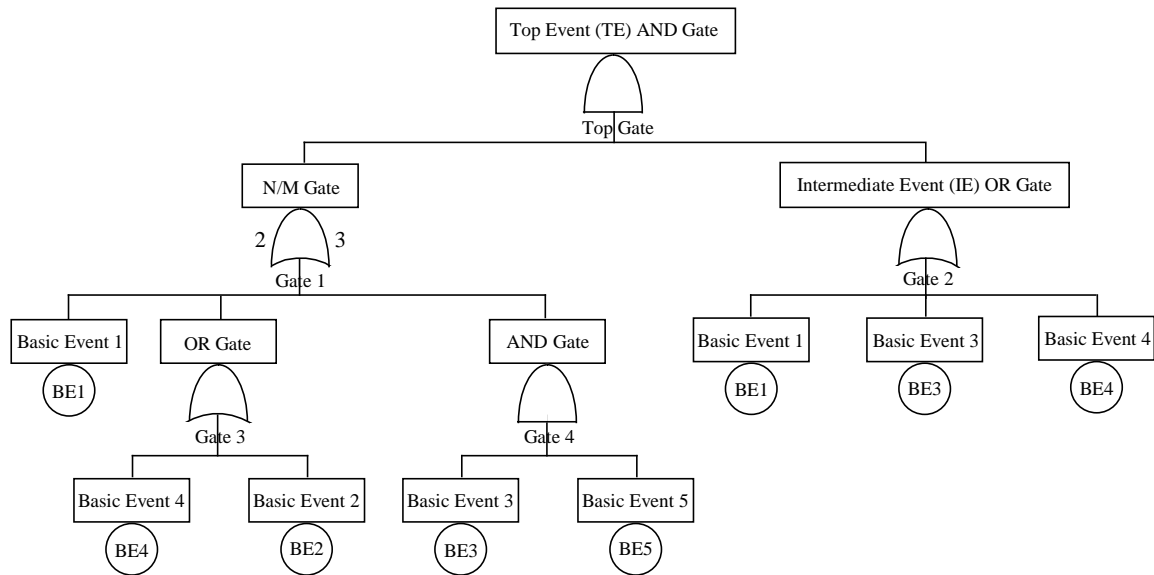 Top Event (TE) AND Gate
Top Gate
N/M Gate
Intermediate Event (IE) OR Gate
2 3
Gate 1
Gate 2
Basic Event 1
OR Gate
AND Gate
Basic Event 1
Basic Event 3
Basic Event 4
BE1
BE1
BE3
BE4
Gate 3
Gate 4
Basic Event 4
Basic Event 2
Basic Event 3
Basic Event 5
BE4
BE2
BE3
BE5